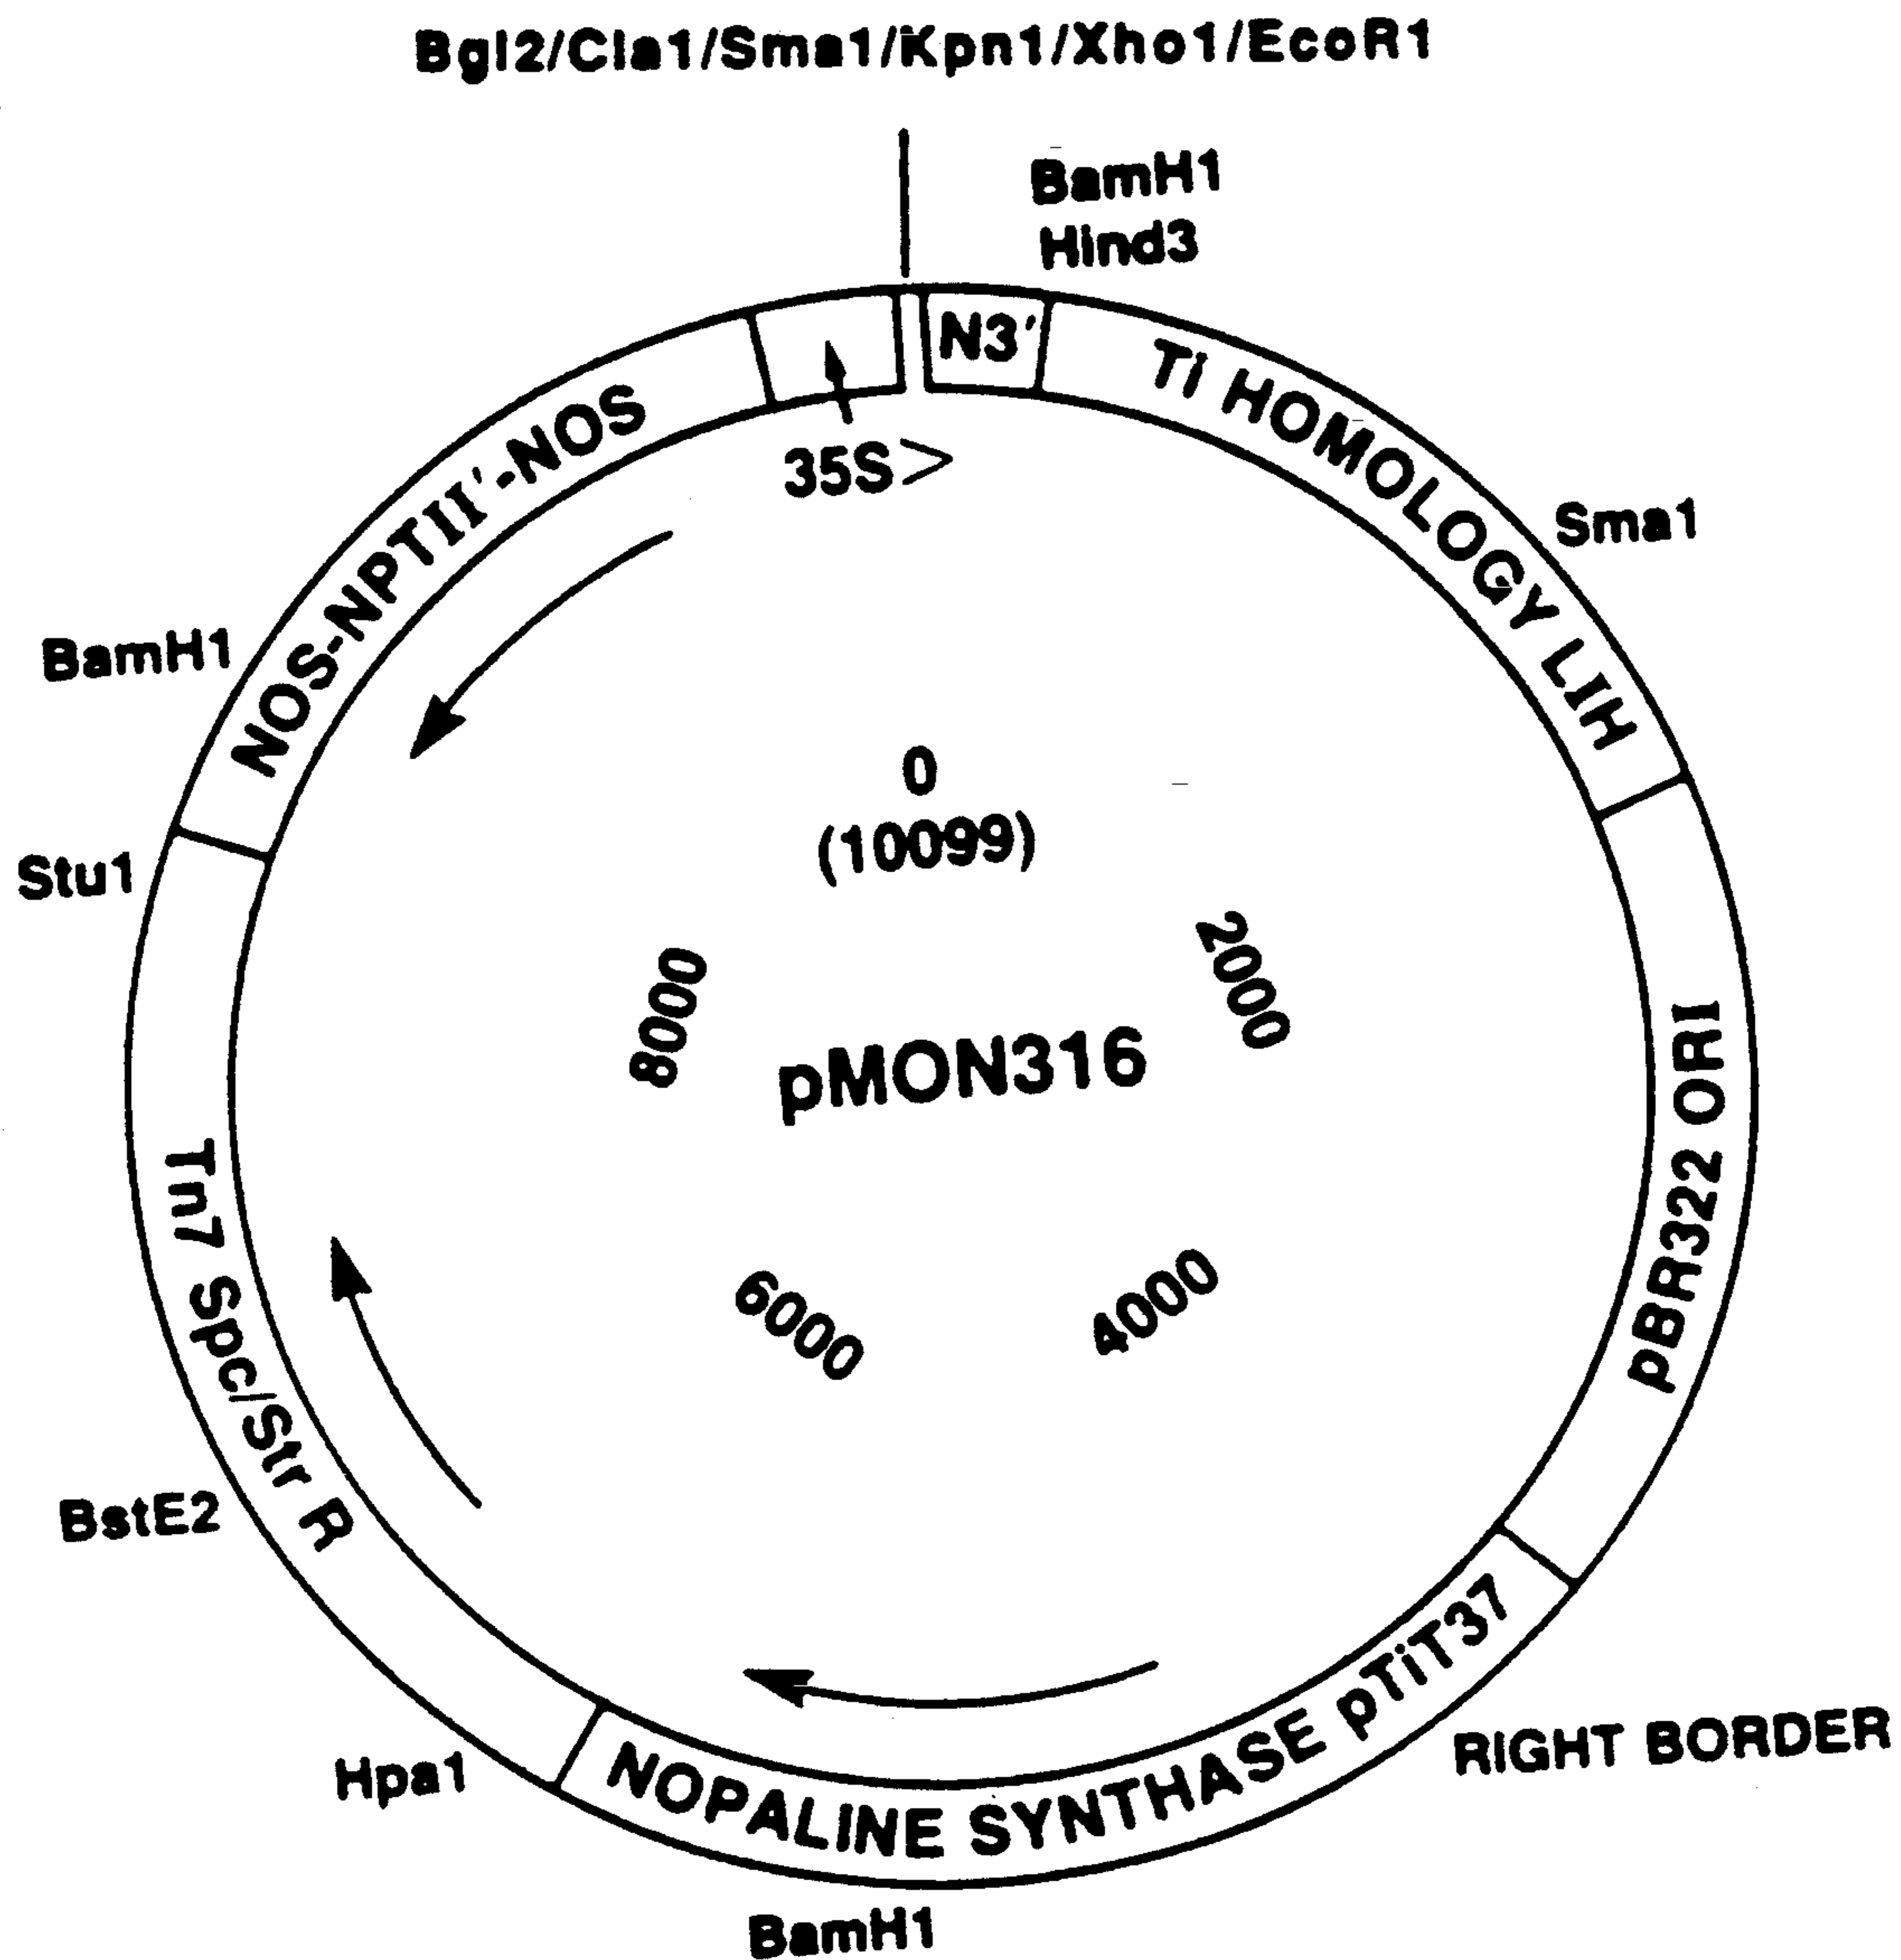 Bgl2/Cla1/Sma1/Kpn1/Xho1/EcoR1
BamH1
Hind3
N3'
TI HOMOLOGY LIH
35S>
NOS-NPTII'-NOS
Sma1
BamH1
0
(10099)
Stu1
2000
8000
pMON316
pBR322 ORI
Tn7 Spc/Str R
4000
6000
BstE2
NOPALINE SYNTHASE pTiT37
RIGHT BORDER
Hpa1
BamH1